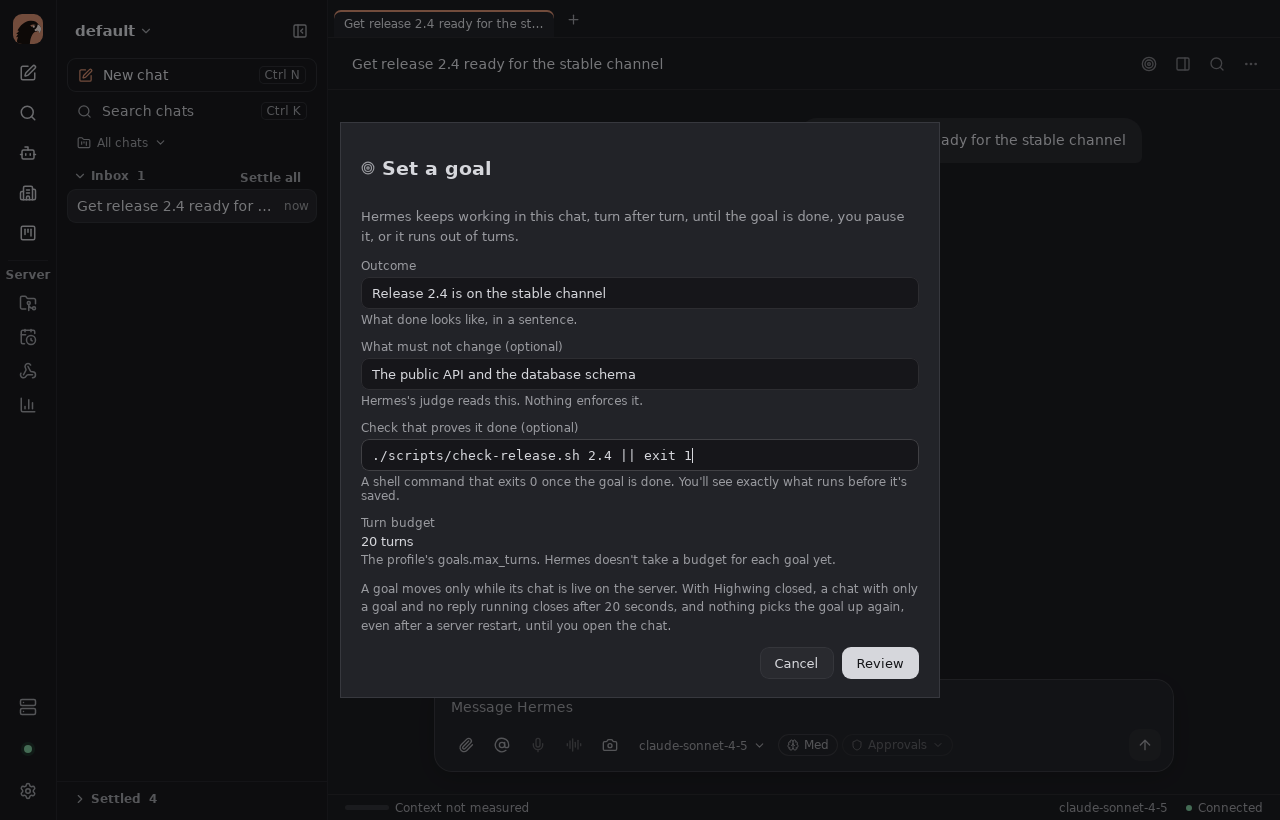 default
New chat
Ctrl N
Search chats
Ctrl K
All chats
Inbox 1
Settle all
Get release 2.4 ready for ...
now
Server
Settled 4
Get release 2.4 ready for the st...
Get release 2.4 ready for the stable channel
ady for the stable channel
Set a goal
Hermes keeps working in this chat, turn after turn, until the goal is done, you pause
it, or it runs out of turns.
Outcome
Release 2.4 is on the stable channel
What done looks like, in a sentence.
What must not change (optional)
The public API and the database schema
Hermes's judge reads this. Nothing enforces it.
Check that proves it done (optional)
./scripts/check-release.sh 2.4 || exit 1
A shell command that exits 0 once the goal is done. You'll see exactly what runs before it's
saved.
Turn budget
20 turns
The profile's goals.max_turns. Hermes doesn't take a budget for each goal yet.
A goal moves only while its chat is live on the server. With Highwing closed, a chat with only
a goal and no reply running closes after 20 seconds, and nothing picks the goal up again,
even after a server restart, until you open the chat.
Cancel
Review
Message Hermes
claude-sonnet-4-5
Med
Approvals
Context not measured
claude-sonnet-4-5
Connected